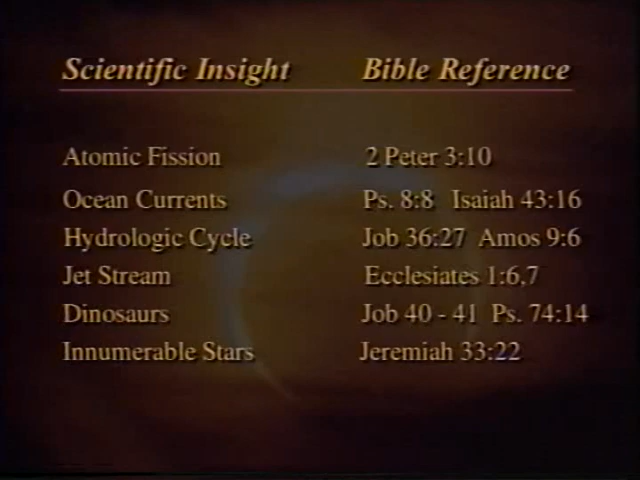 Scientific Insight Bible Reference
Atomic Fission 2 Peter 3:10
Ocean Currents Ps. 8:8 Isaiah 43:16
Hydrologic Cycle Job 36:27 Amos 9:6
Jet Stream Ecclesiates 1:6,7
Dinosaurs Job 40 - 41 Ps. 74:14
Innumerable Stars Jeremiah 33:22